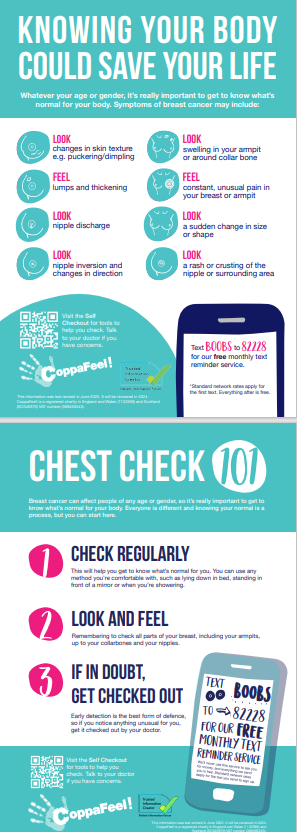 KNOWING YOUR BODY
COULD SAVE YOUR LIFE
Whatever your age or gender, it's really important to get to know what's
normal for your body. Symptoms of breast cancer may include:
LOOK
changes in skin texture
e.g. puckering/dimpling
LOOK
swelling in your armpit
or around collar bone
FEEL
lumps and thickening
FEEL
constant, unusual pain in
your breast or armpit
LOOK
nipple discharge
LOOK
a sudden change in size
or shape
LOOK
nipple inversion and
changes in direction
LOOK
a rash or crusting of the
nipple or surrounding area
Visit the Self
Checkout for tools to
help you check. Talk
to your doctor if you
have concerns.
CoppaFeel!
Trusted
Information
Creator
Text BOOBS to 82228
for our free monthly text
reminder service.
*Standard network rates apply for
the first text. Everything after is free.
CHEST CHECK 101
Breast cancer can affect people of any age or gender, so it's really important to get to
know what's normal for your body. Everyone is different and knowing your normal is a
process, but you can start here.
1
CHECK REGULARLY
This will help you get to know what's normal for you. You can use any
method you're comfortable with, such as lying down in bed, standing in
front of a mirror or when you're showering.
2
LOOK AND FEEL
Remembering to check all parts of your breast, including your armpits,
up to your collarbones and your nipples.
3
IF IN DOUBT,
GET CHECKED OUT
Early detection is the best form of defence,
so if you notice anything unusual for you,
get it checked out by your doctor.
TEXT
BOOBS
TO 82228
FOR OUR FREE
MONTHLY TEXT
REMINDER SERVICE
Visit the Self Checkout
for tools to help you
check. Talk to your doctor
if you have concerns.
CoppaFeel!
Trusted
Information
Creator